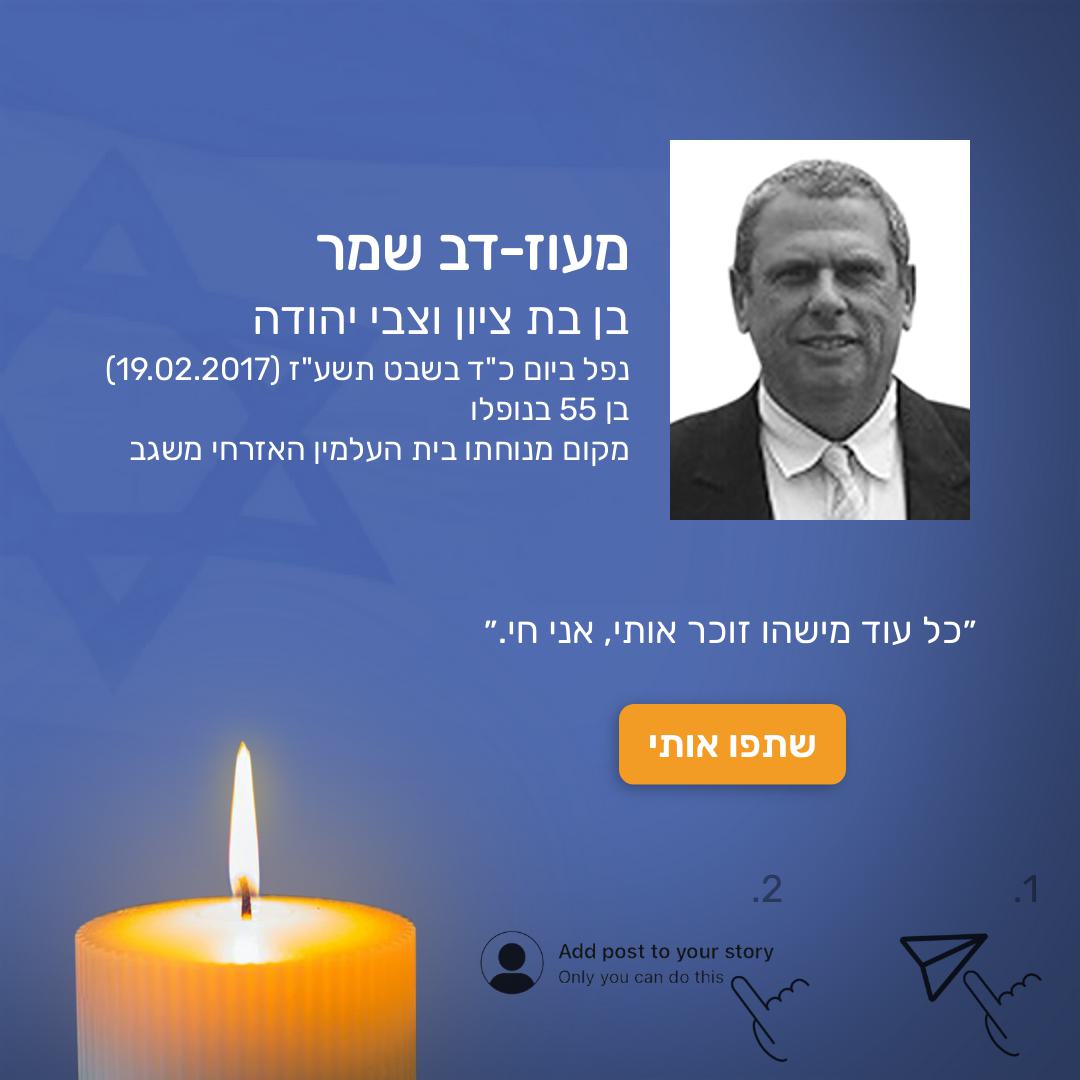 מעוז-דב שמר
בן בת ציון וצבי יהודה
נפל ביום כ"ד בשבט תשע"ז (19.02.2017)
בן 55 בנופלו
מקום מנוחתו בית העלמין האזרחי משגב
״כל עוד מישהו זוכר אותי, אני חי.״
שתפו אותי
.1
.2
Add post to your story
Only you can do this